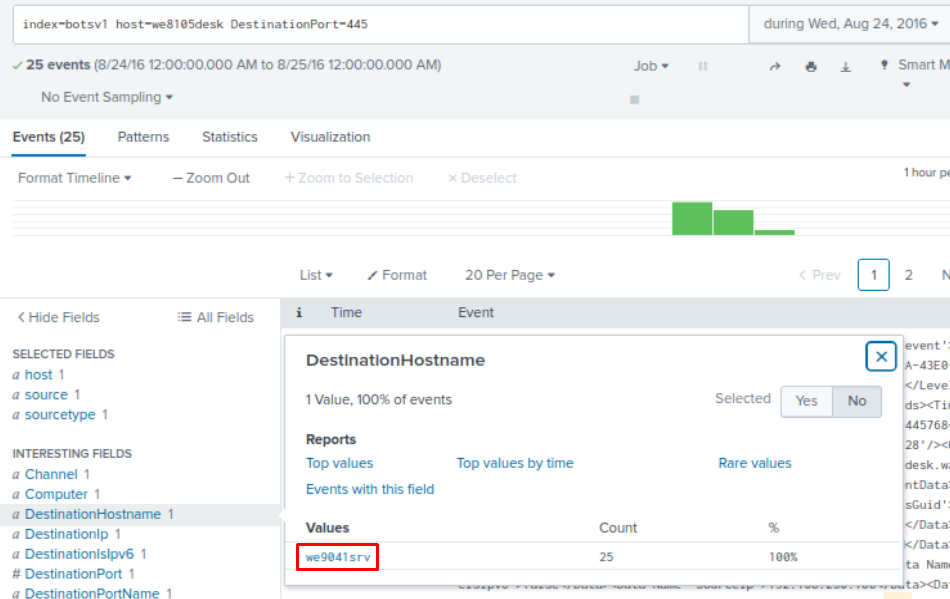 index=botsv1 host=we8105desk DestinationPort=445
during Wed, Aug 24, 2016
25 events (8/24/16 12:00:00.000 AM to 8/25/16 12:00:00.000 AM)
Job
Smart M
No Event Sampling
Events (25) Patterns Statistics Visualization
Format Timeline — Zoom Out + Zoom to Selection × Deselect
1 hour pe
List Format 20 Per Page < Prev 1 2 N
< Hide Fields All Fields
i Time Event
SELECTED FIELDS
a host 1
a source 1
a sourcetype 1
INTERESTING FIELDS
a Channel 1
a Computer 1
a DestinationHostname 1
a DestinationIp 1
a DestinationIsIpv6 1
# DestinationPort 1
a DestinationPortName 1
DestinationHostname
1 Value, 100% of events
Selected Yes No
Reports
Top values Top values by time Rare values
Events with this field
Values Count %
we9041srv 25 100%
event'
A-43E0
</Leve
ds><Tim
445768
28'/><
desk.wa
ntData
sGuid'
</Data>
</Data>
ta Name